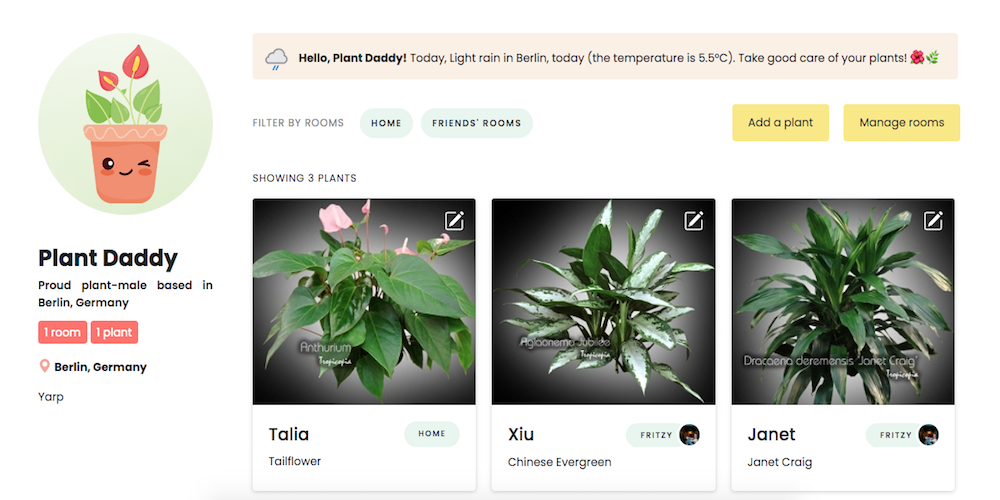 Hello, Plant Daddy! Today, Light rain in Berlin, today (the temperature is 5.5°C). Take good care of your plants! 🌺🌿
FILTER BY ROOMS
HOME
FRIENDS' ROOMS
Add a plant
Manage rooms
SHOWING 3 PLANTS
Plant Daddy
Proud plant-male based in
Berlin, Germany
1 room
1 plant
Berlin, Germany
Yarp
Anthurium
Tropicopia
Talia
HOME
Tailflower
Aglaonema Jubilee
Tropicopia
Xiu
FRITZY
Chinese Evergreen
Dracaena deremensis 'Janet Craig'
Tropicopia
Janet
FRITZY
Janet Craig